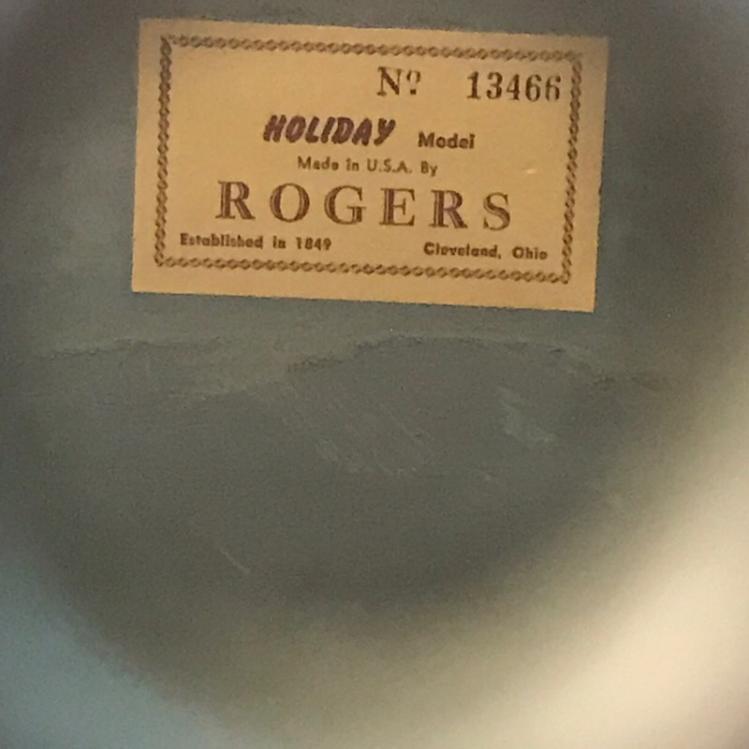 Nº 13466
HOLIDAY Model
Made in U.S.A. By
ROGERS
Established in 1849 Cleveland, Ohio